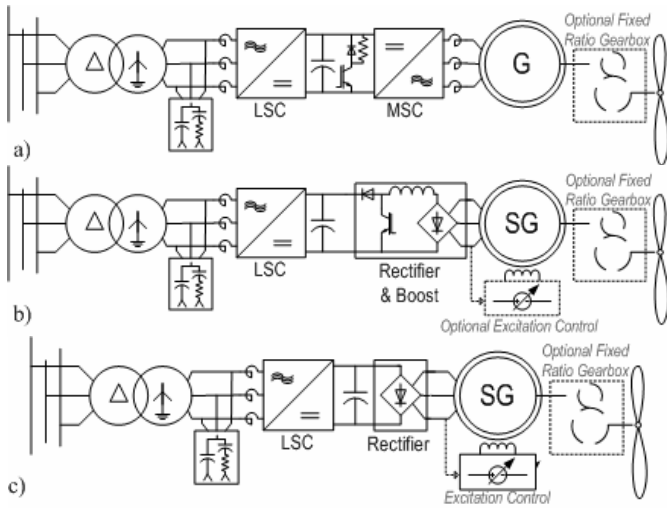 Optional Fixed
Ratio Gearbox
Δ
G
LSC
MSC
a)
Optional Fixed
Ratio Gearbox
Δ
SG
LSC
Rectifier
& Boost
b)
Optional Excitation Control
Optional Fixed
Ratio Gearbox
Δ
SG
LSC
Rectifier
c)
Excitation Control